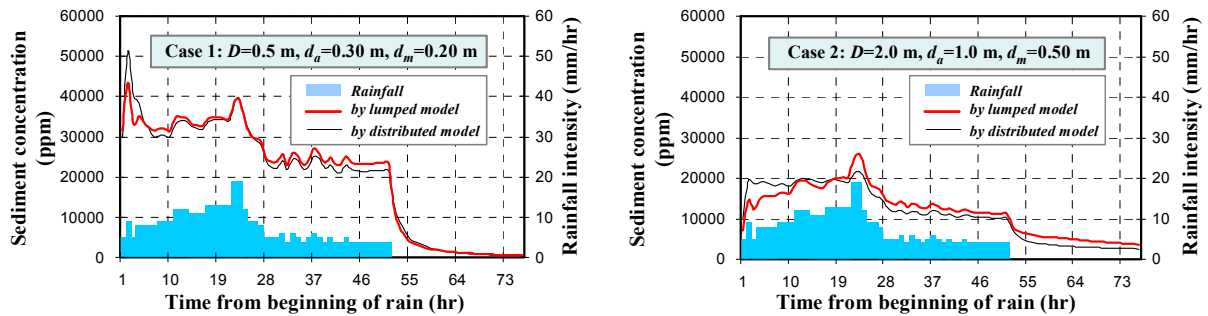 Sediment concentration
(ppm)
60000
50000
40000
30000
20000
10000
0
Case 1: D=0.5 m, da=0.30 m, dm=0.20 m
Rainfall
by lumped model
by distributed model
60
50
40
30
20
10
0
Rainfall intensity (mm/hr)
1 10 19 28 37 46 55 64 73
Time from beginning of rain (hr)
Sediment concentration
(ppm)
60000
50000
40000
30000
20000
10000
0
Case 2: D=2.0 m, da=1.0 m, dm=0.50 m
Rainfall
by lumped model
by distributed model
60
50
40
30
20
10
0
Rainfall intensity (mm/hr)
1 10 19 28 37 46 55 64 73
Time from beginning of rain (hr)